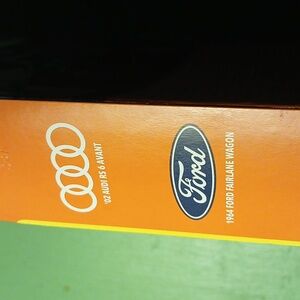 '02 AUDI RS 6 AVANT
Ford
1964 FORD FAIRLANE WAGON